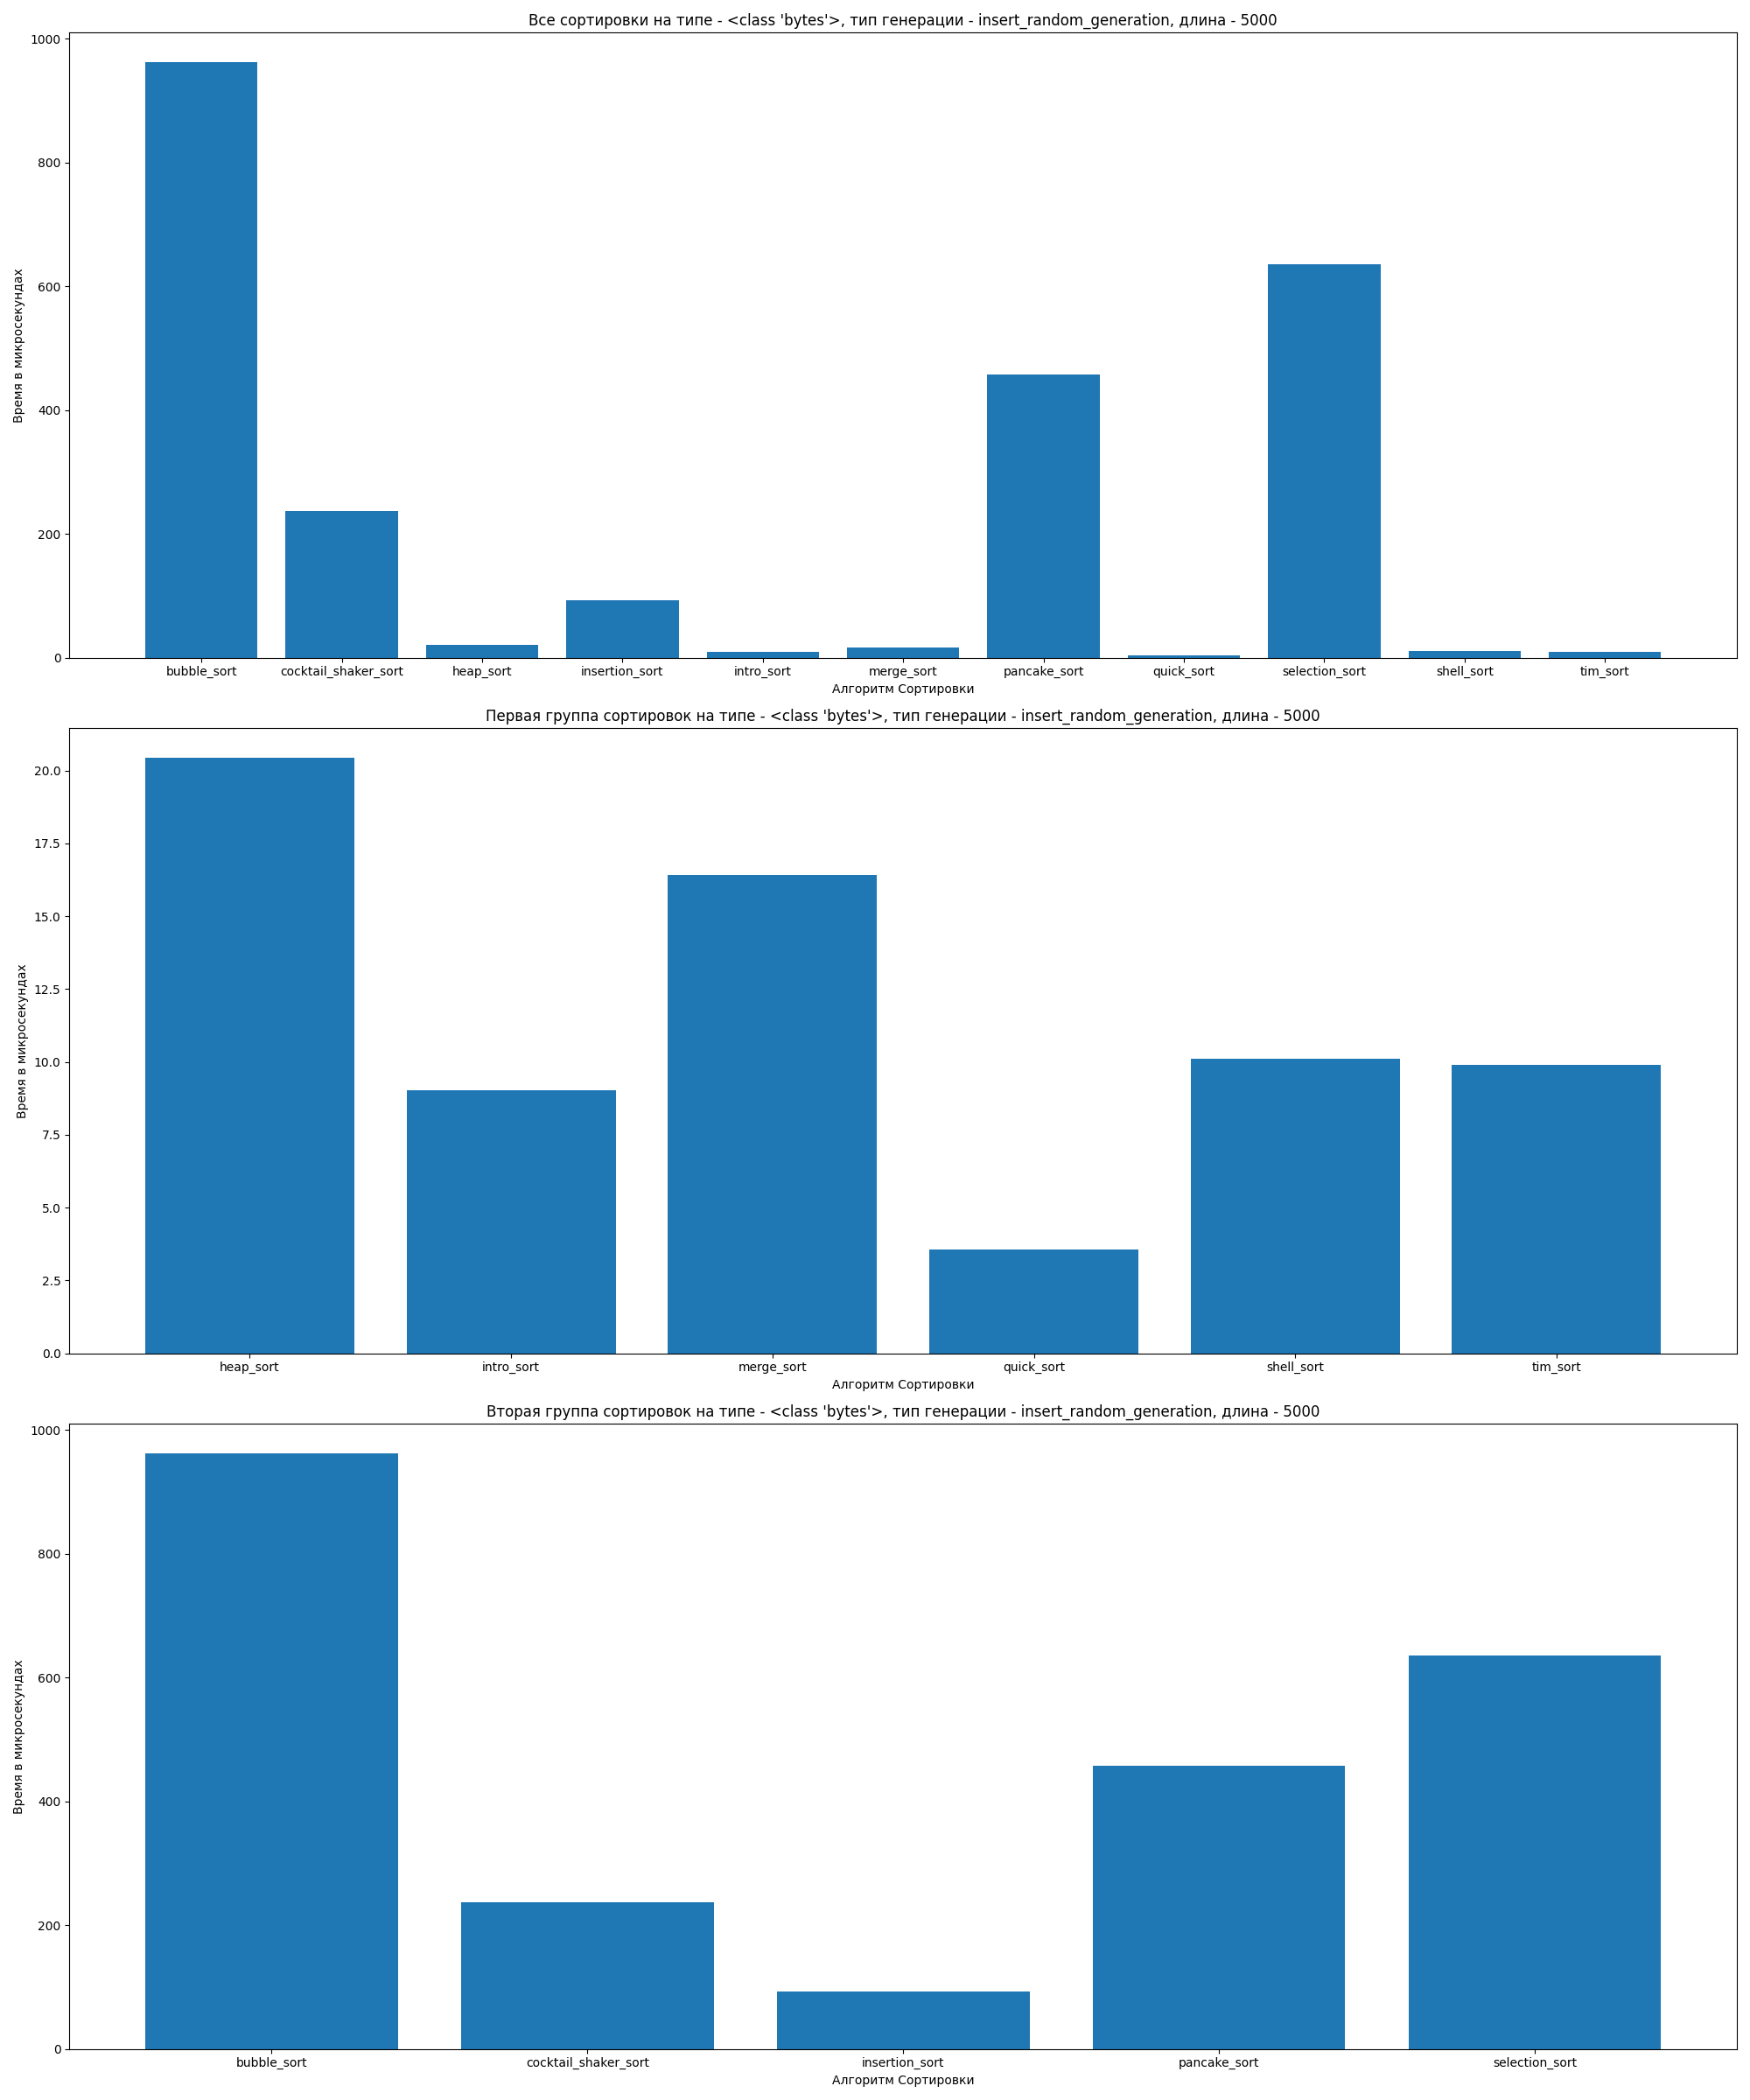 Все сортировки на типе - <class 'bytes'>, тип генерации - insert_random_generation, длина - 5000
1000
800
600
400
200
0
Время в микросекундах
bubble_sort cocktail_shaker_sort heap_sort insertion_sort intro_sort merge_sort pancake_sort quick_sort selection_sort shell_sort tim_sort
Алгоритм Сортировки
Первая группа сортировок на типе - <class 'bytes'>, тип генерации - insert_random_generation, длина - 5000
20.0
17.5
15.0
12.5
10.0
7.5
5.0
2.5
0.0
Время в микросекундах
heap_sort intro_sort merge_sort quick_sort shell_sort tim_sort
Алгоритм Сортировки
Вторая группа сортировок на типе - <class 'bytes'>, тип генерации - insert_random_generation, длина - 5000
1000
800
600
400
200
0
Время в микросекундах
bubble_sort cocktail_shaker_sort insertion_sort pancake_sort selection_sort
Алгоритм Сортировки